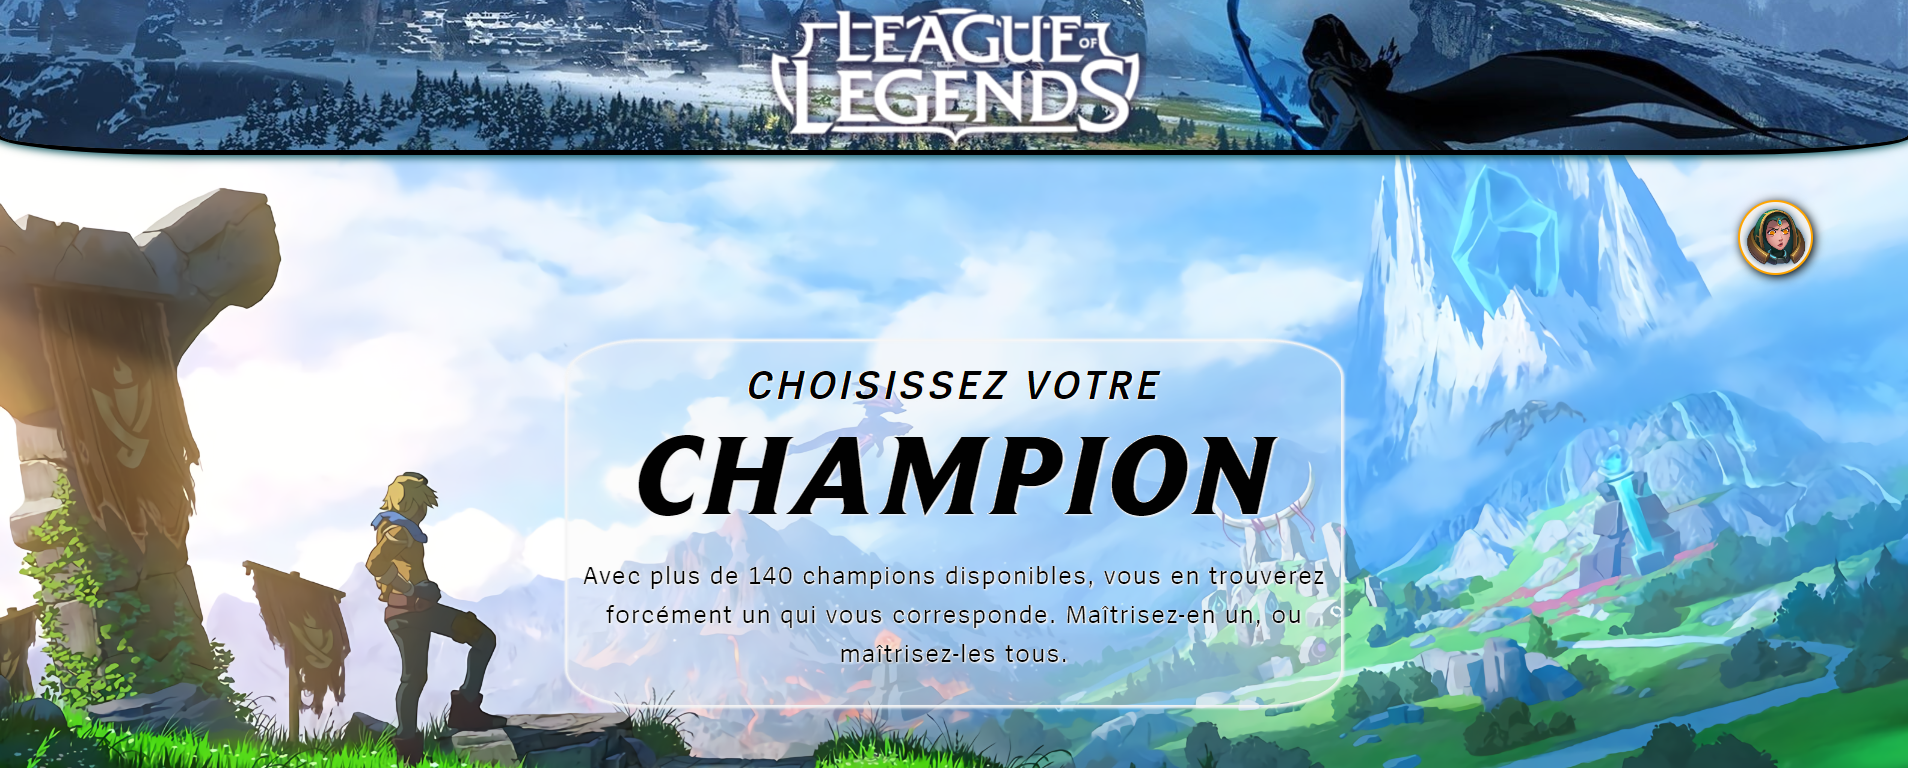 LEAGUE OF
LEGENDS
CHOISISSEZ VOTRE
CHAMPION
Avec plus de 140 champions disponibles, vous en trouverez
forcément un qui vous corresponde. Maîtrisez-en un, ou
maîtrisez-les tous.